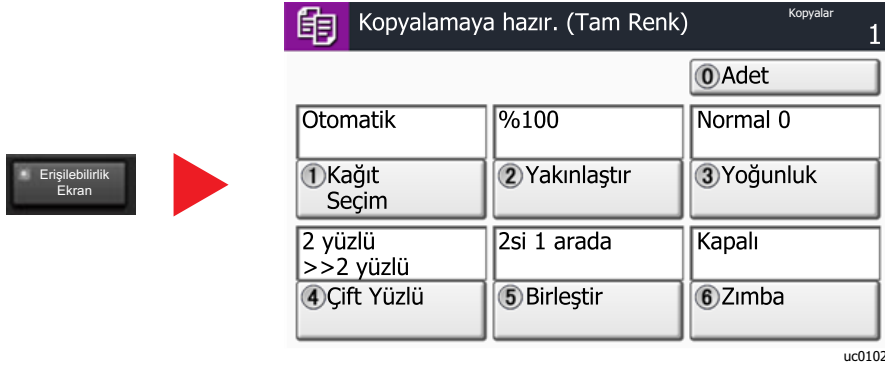 Erişilebilirlik
Ekran
Kopyalamaya hazır. (Tam Renk)
Kopyalar
1
0 Adet
Otomatik
%100
Normal 0
1 Kağıt
Seçim
2 Yakınlaştır
3 Yoğunluk
2 yüzlü
>>2 yüzlü
2si 1 arada
Kapalı
4 Çift Yüzlü
5 Birleştir
6 Zımba
uc0102